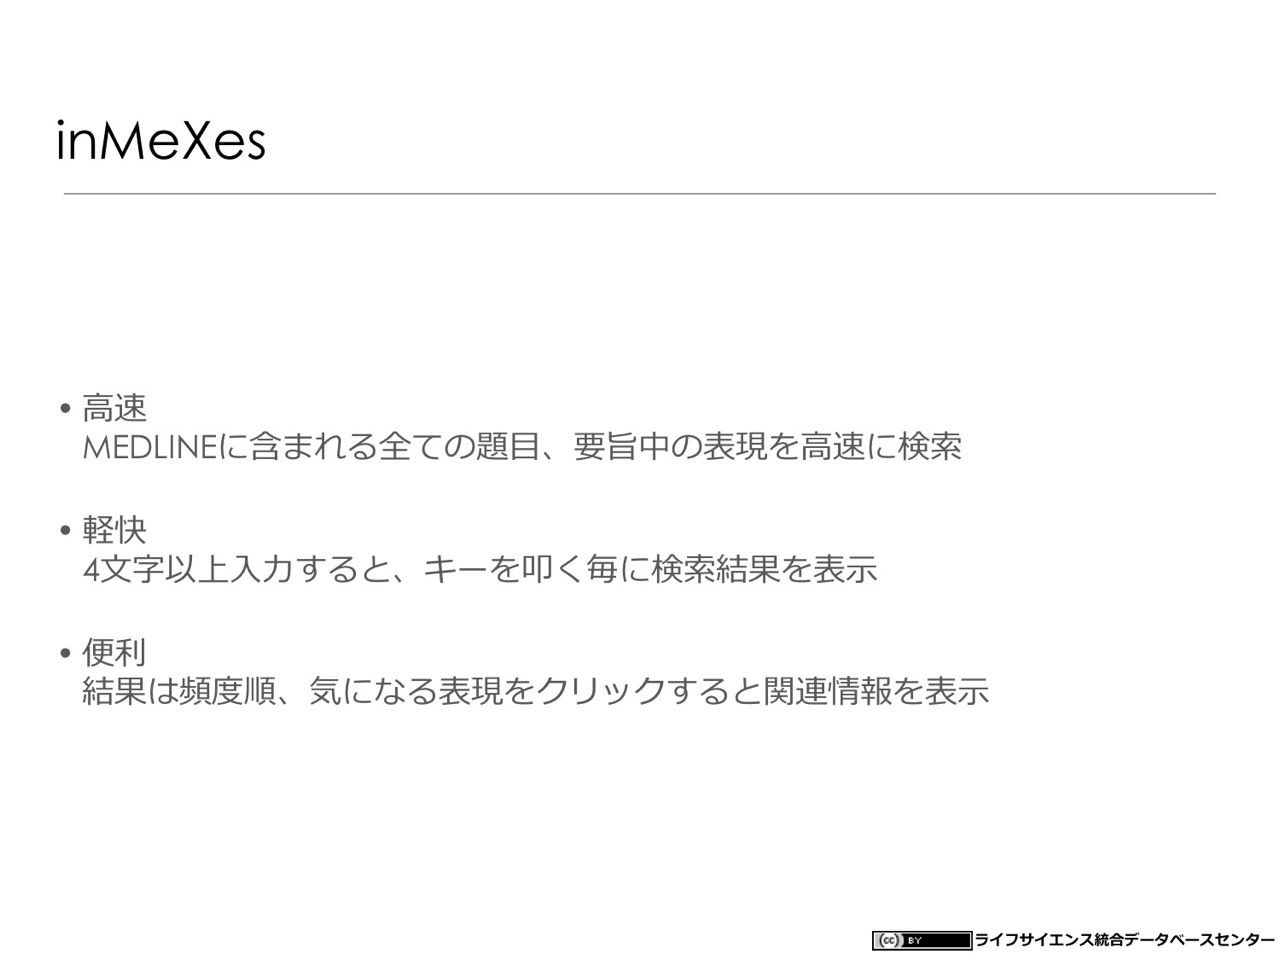 inMeXes
• 高速
MEDLINEに含まれる全ての題目、要旨中の表現を高速に検索
• 軽快
4文字以上入力すると、キーを叩く毎に検索結果を表示
• 便利
結果は頻度順、気になる表現をクリックすると関連情報を表示
cc BY ライフサイエンス統合データベースセンター